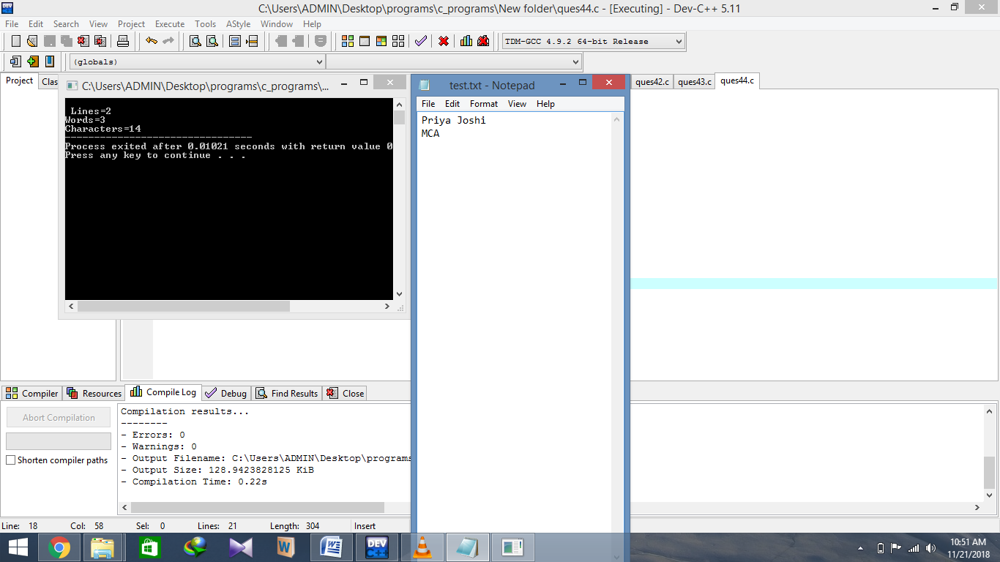 C:\Users\ADMIN\Desktop\programs\c_programs\New folder\ques44.c - [Executing] - Dev-C++ 5.11
File Edit Search View Project Execute Tools AStyle Window Help
TDM-GCC 4.9.2 64-bit Release
(globals)
Project Clas
ques42.c ques43.c ques44.c
C:\Users\ADMIN\Desktop\programs\c_programs\...
Lines=2
Words=3
Characters=14
--------------------------------
Process exited after 0.01021 seconds with return value 0
Press any key to continue . . .
test.txt - Notepad
File Edit Format View Help
Priya Joshi
MCA
Compiler Resources Compile Log Debug Find Results Close
Abort Compilation
Shorten compiler paths
Compilation results...
--------
- Errors: 0
- Warnings: 0
- Output Filename: C:\Users\ADMIN\Desktop\programs
- Output Size: 128.9423828125 KiB
- Compilation Time: 0.22s
Line: 18 Col: 58 Sel: 0 Lines: 21 Length: 304 Insert
DEV
C++
10:51 AM
11/21/2018